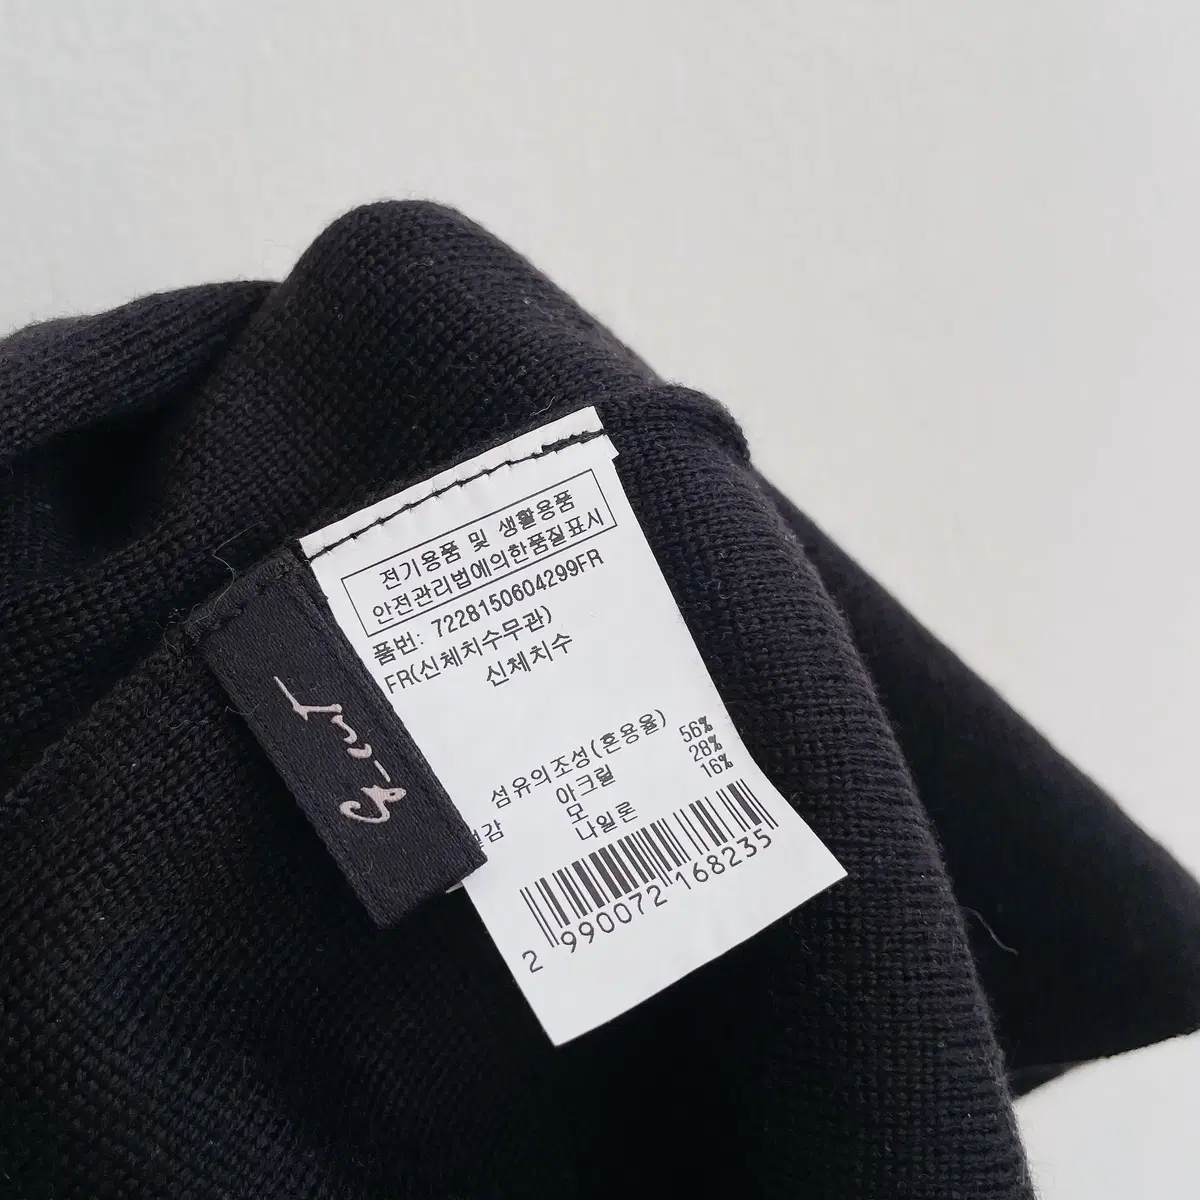 전기용품 및 생활용품
안전관리법에의한품질표시
품번: 7228150604299FR
FR(신체치수무관)
신체치수
섬유의조성(혼용율)
아크릴 56%
감 모 28%
나일론 16%
2 990072 168235